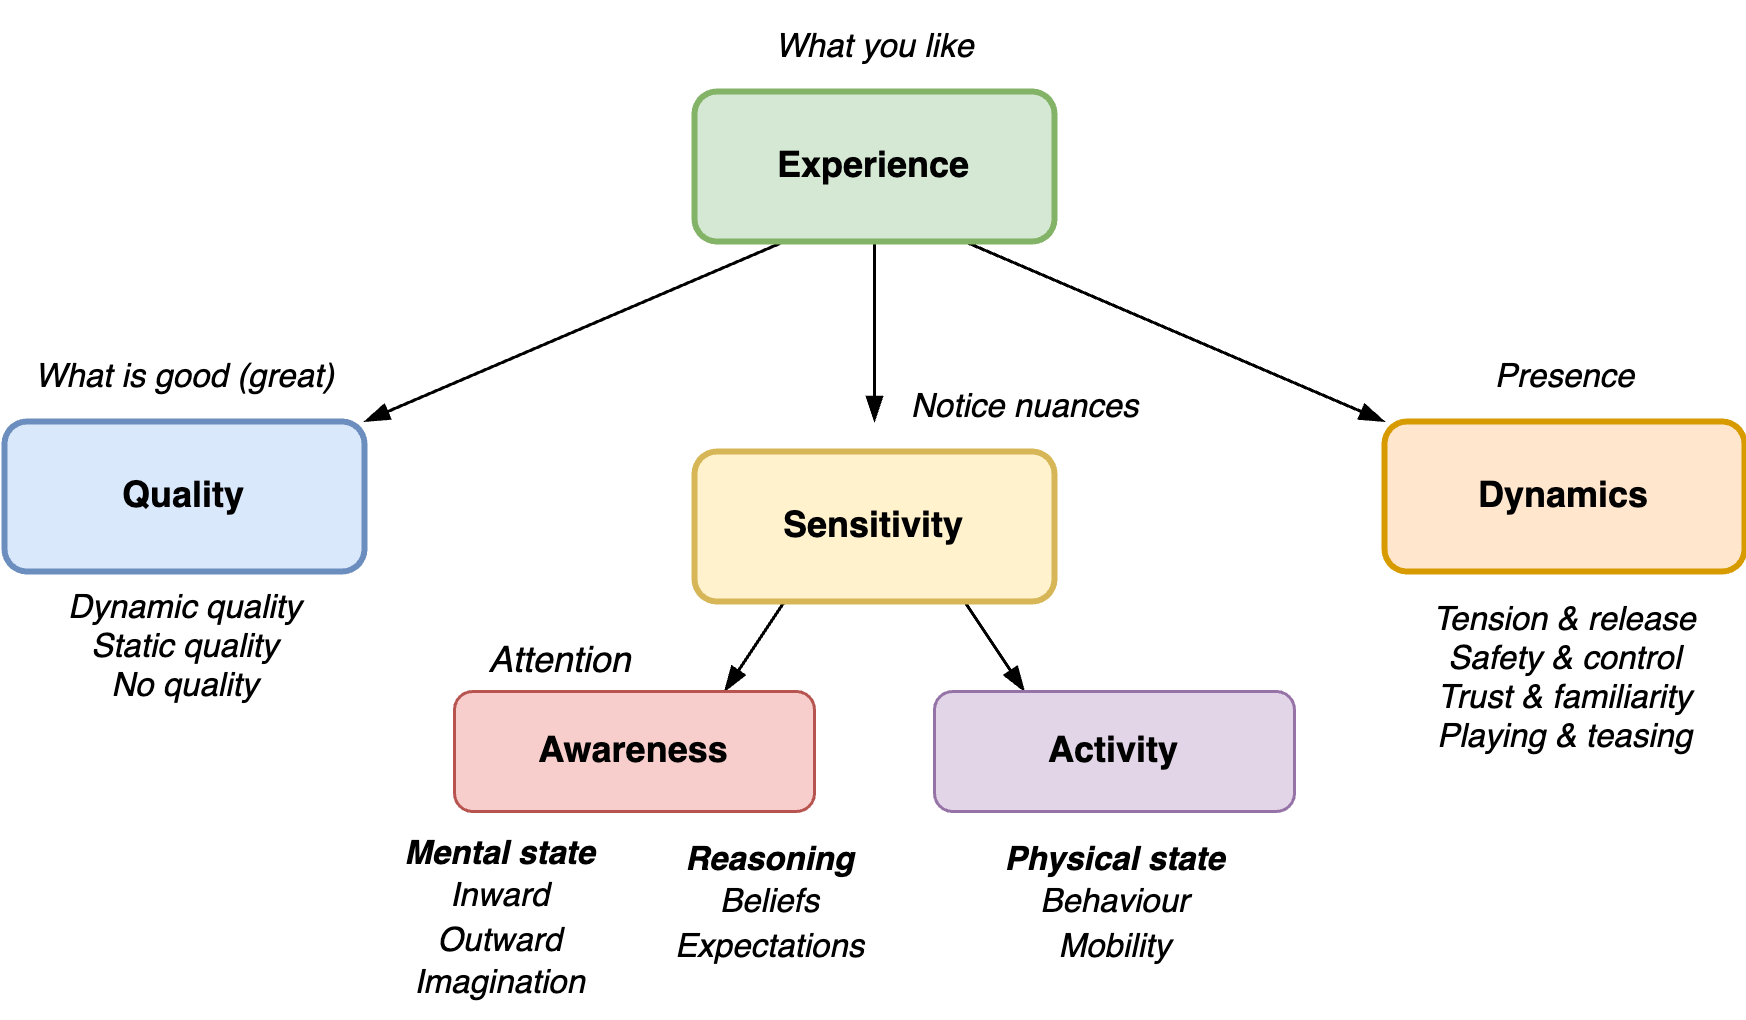 What you like
Experience
What is good (great)
Quality
Dynamic quality
Static quality
No quality
Notice nuances
Sensitivity
Presence
Dynamics
Tension & release
Safety & control
Trust & familiarity
Playing & teasing
Attention
Awareness
Mental state
Inward
Outward
Imagination
Reasoning
Beliefs
Expectations
Activity
Physical state
Behaviour
Mobility